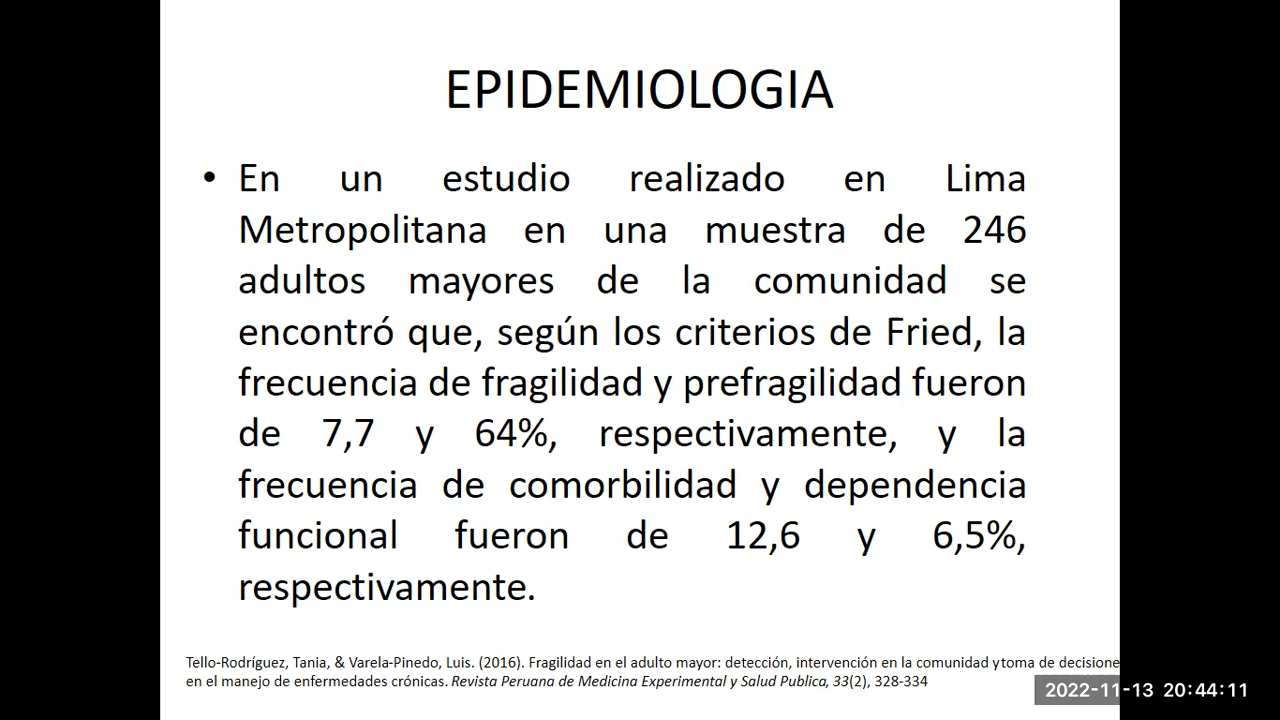 EPIDEMIOLOGIA
• En un estudio realizado en Lima
Metropolitana en una muestra de 246
adultos mayores de la comunidad se
encontró que, según los criterios de Fried, la
frecuencia de fragilidad y prefragilidad fueron
de 7,7 y 64%, respectivamente, y la
frecuencia de comorbilidad y dependencia
funcional fueron de 12,6 y 6,5%,
respectivamente.
Tello-Rodríguez, Tania, & Varela-Pinedo, Luis. (2016). Fragilidad en el adulto mayor: detección, intervención en la comunidad y toma de decisione
en el manejo de enfermedades crónicas. Revista Peruana de Medicina Experimental y Salud Publica, 33(2), 328-334
2022-11-13 20:44:11